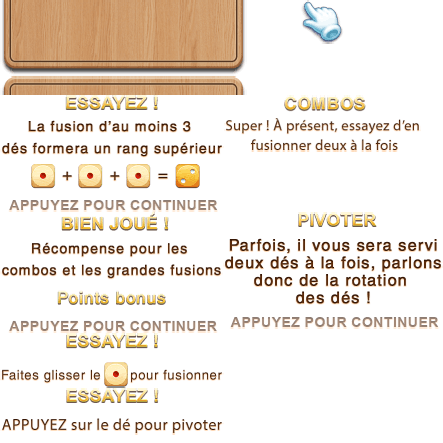 ESSAYEZ !
La fusion d'au moins 3
dés formera un rang supérieur
+ + =
APPUYEZ POUR CONTINUER
BIEN JOUÉ !
Récompense pour les
combos et les grandes fusions
Points bonus
APPUYEZ POUR CONTINUER
ESSAYEZ !
Faites glisser le pour fusionner
ESSAYEZ !
APPUYEZ sur le dé pour pivoter
COMBOS
Super ! À présent, essayez d'en
fusionner deux à la fois
PIVOTER
Parfois, il vous sera servi
deux dés à la fois, parlons
donc de la rotation
des dés !
APPUYEZ POUR CONTINUER